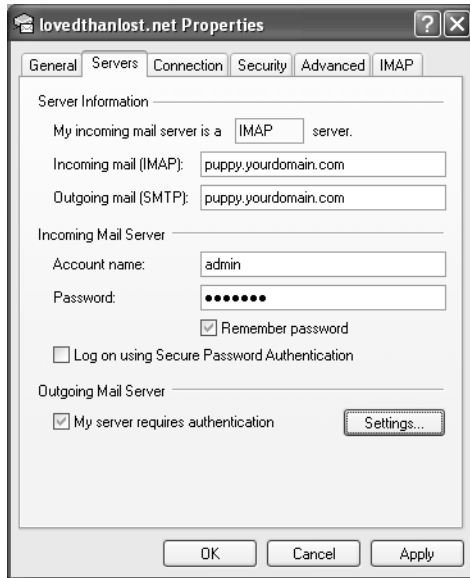 lovedthanlost.net Properties
General Servers Connection Security Advanced IMAP
Server Information
My incoming mail server is a IMAP server.
Incoming mail (IMAP): puppy.yourdomain.com
Outgoing mail (SMTP): puppy.yourdomain.com
Incoming Mail Server
Account name: admin
Password: •••••••
Remember password
Log on using Secure Password Authentication
Outgoing Mail Server
My server requires authentication Settings...
OK Cancel Apply